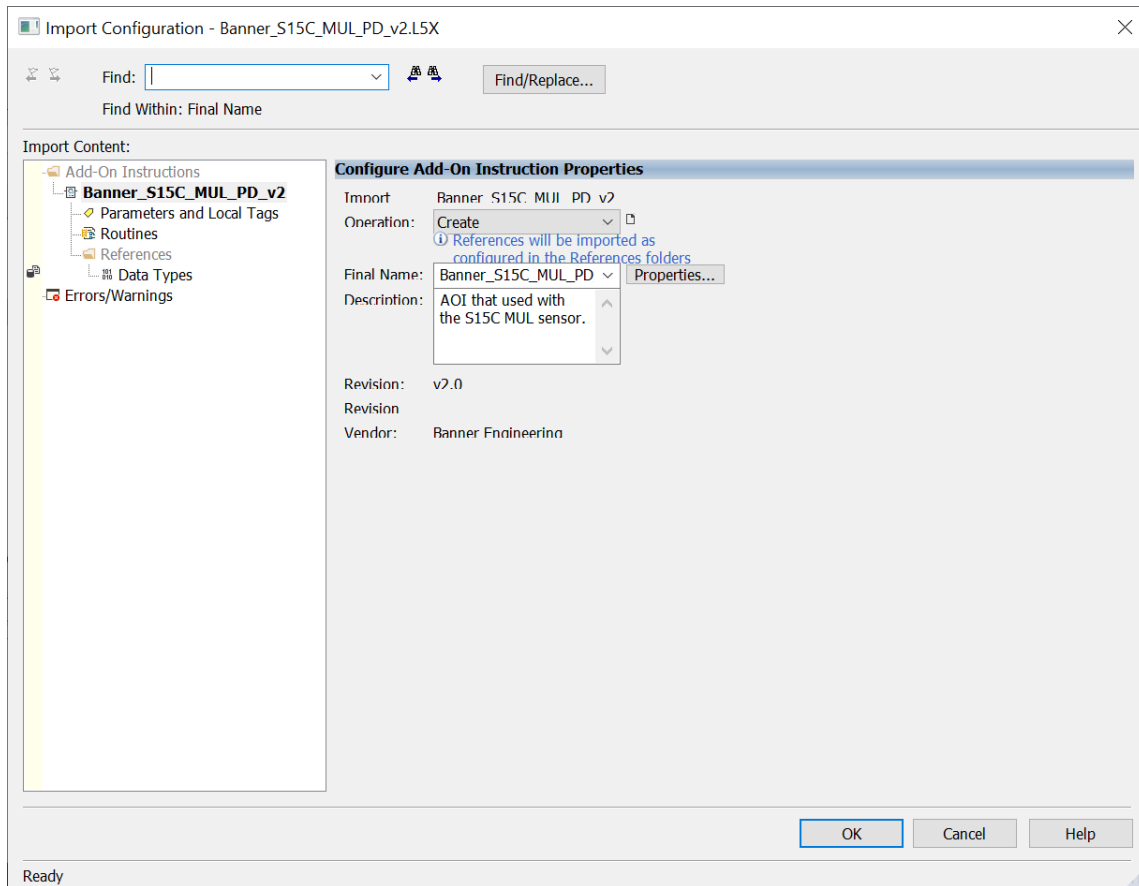 Import Configuration - Banner_S15C_MUL_PD_v2.L5X
Find:
Find/Replace...
Find Within: Final Name
Import Content:
Add-On Instructions
Banner_S15C_MUL_PD_v2
Parameters and Local Tags
Routines
References
Data Types
Errors/Warnings
Configure Add-On Instruction Properties
Import Banner_S15C_MUL_PD_v2
Operation: Create
References will be imported as
configured in the References folders
Final Name: Banner_S15C_MUL_PD Properties...
Description: AOI that used with
the S15C MUL sensor.
Revision: v2.0
Revision
Vendor: Banner Engineering
OK Cancel Help
Ready